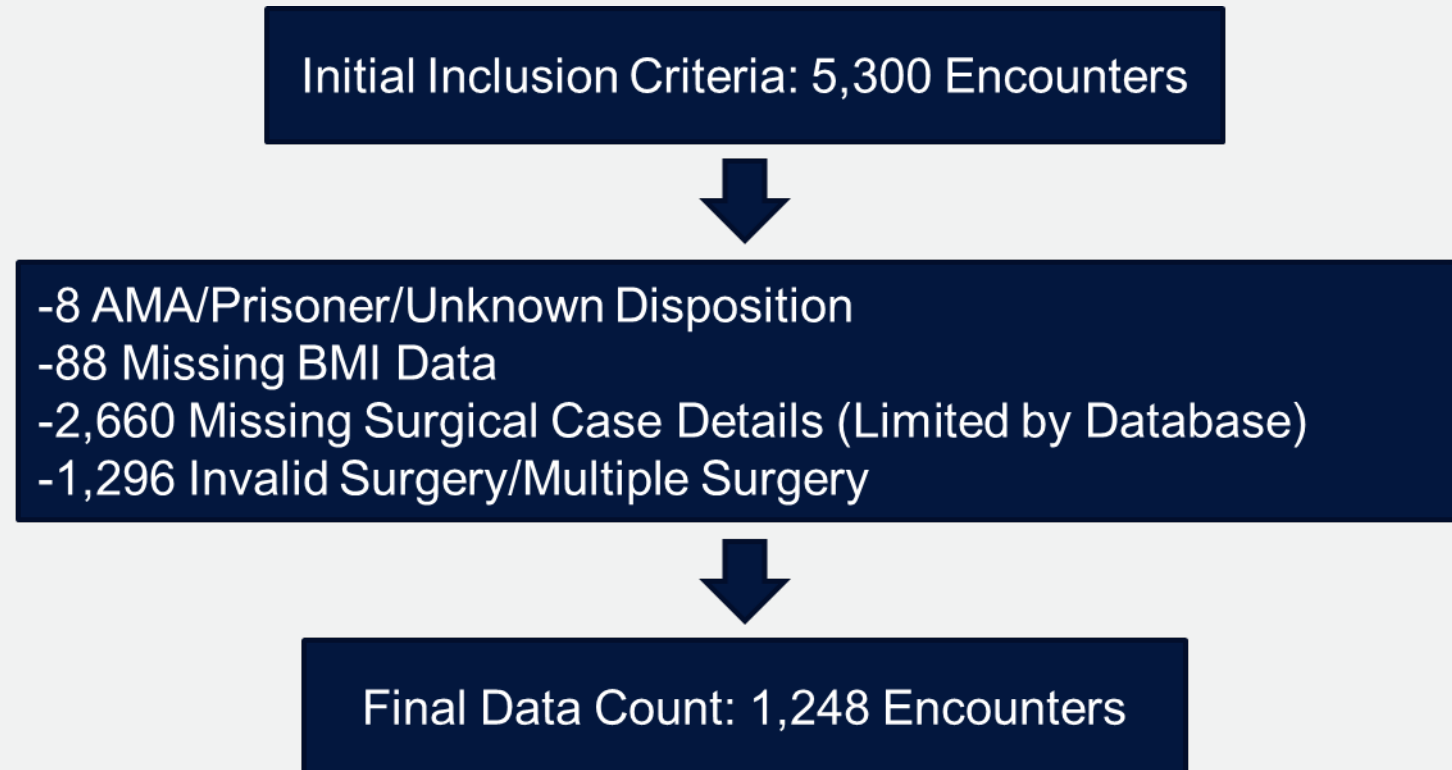 Initial Inclusion Criteria: 5,300 Encounters
-8 AMA/Prisoner/Unknown Disposition
-88 Missing BMI Data
-2,660 Missing Surgical Case Details (Limited by Database)
-1,296 Invalid Surgery/Multiple Surgery
Final Data Count: 1,248 Encounters